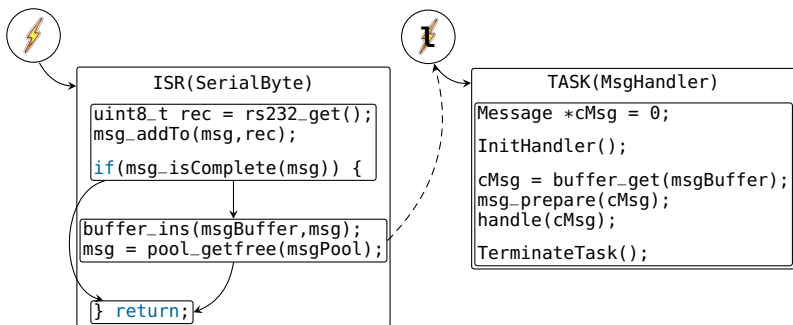 ISR(SerialByte)
uint8_t rec = rs232_get();
msg_addTo(msg,rec);
if(msg_isComplete(msg)) {
buffer_ins(msgBuffer,msg);
msg = pool_getfree(msgPool);
} return;
1
TASK(MsgHandler)
Message *cMsg = 0;
InitHandler();
cMsg = buffer_get(msgBuffer);
msg_prepare(cMsg);
handle(cMsg);
TerminateTask();